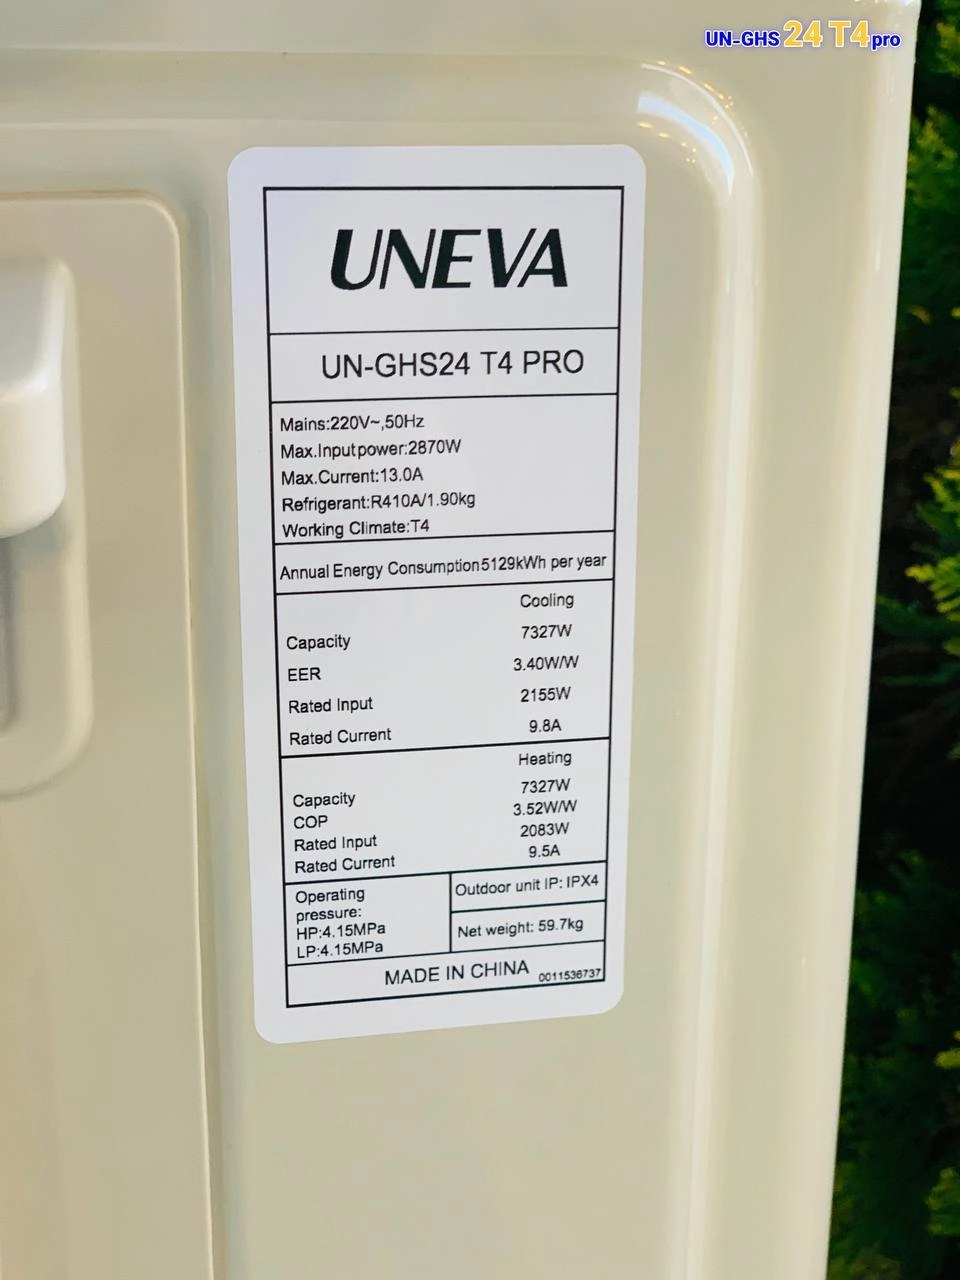 UN-GHS 24 T4 pro
UNEVA
UN-GHS24 T4 PRO
Mains:220V~,50Hz
Max.Inputpower:2870W
Max.Current:13.0A
Refrigerant:R410A/1.90kg
Working Climate:T4
Annual Energy Consumption5129kWh per year
Cooling
Capacity 7327W
EER 3.40W/W
Rated Input 2155W
Rated Current 9.8A
Heating
Capacity 7327W
COP 3.52W/W
Rated Input 2083W
Rated Current 9.5A
Operating
pressure:
HP:4.15MPa
LP:4.15MPa
Outdoor unit IP: IPX4
Net weight: 59.7kg
MADE IN CHINA 0011536737